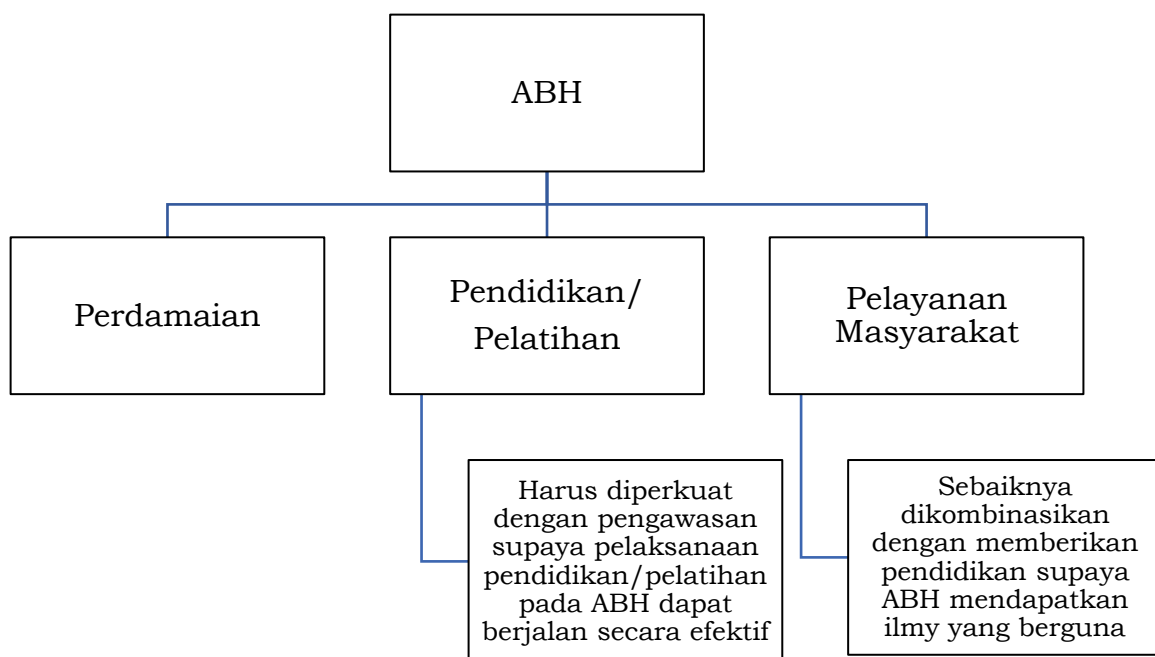 ABH
Perdamaian
Pendidikan/
Pelatihan
Pelayanan
Masyarakat
Harus diperkuat
dengan pengawasan
supaya pelaksanaan
pendidikan/pelatihan
pada ABH dapat
berjalan secara efektif
Sebaiknya
dikombinasikan
dengan memberikan
pendidikan supaya
ABH mendapatkan
ilmy yang berguna